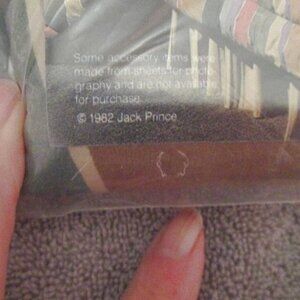 Some accessory items were
made from sheets for photo-
graphy and are not available
for purchase.
© 1982 Jack Prince